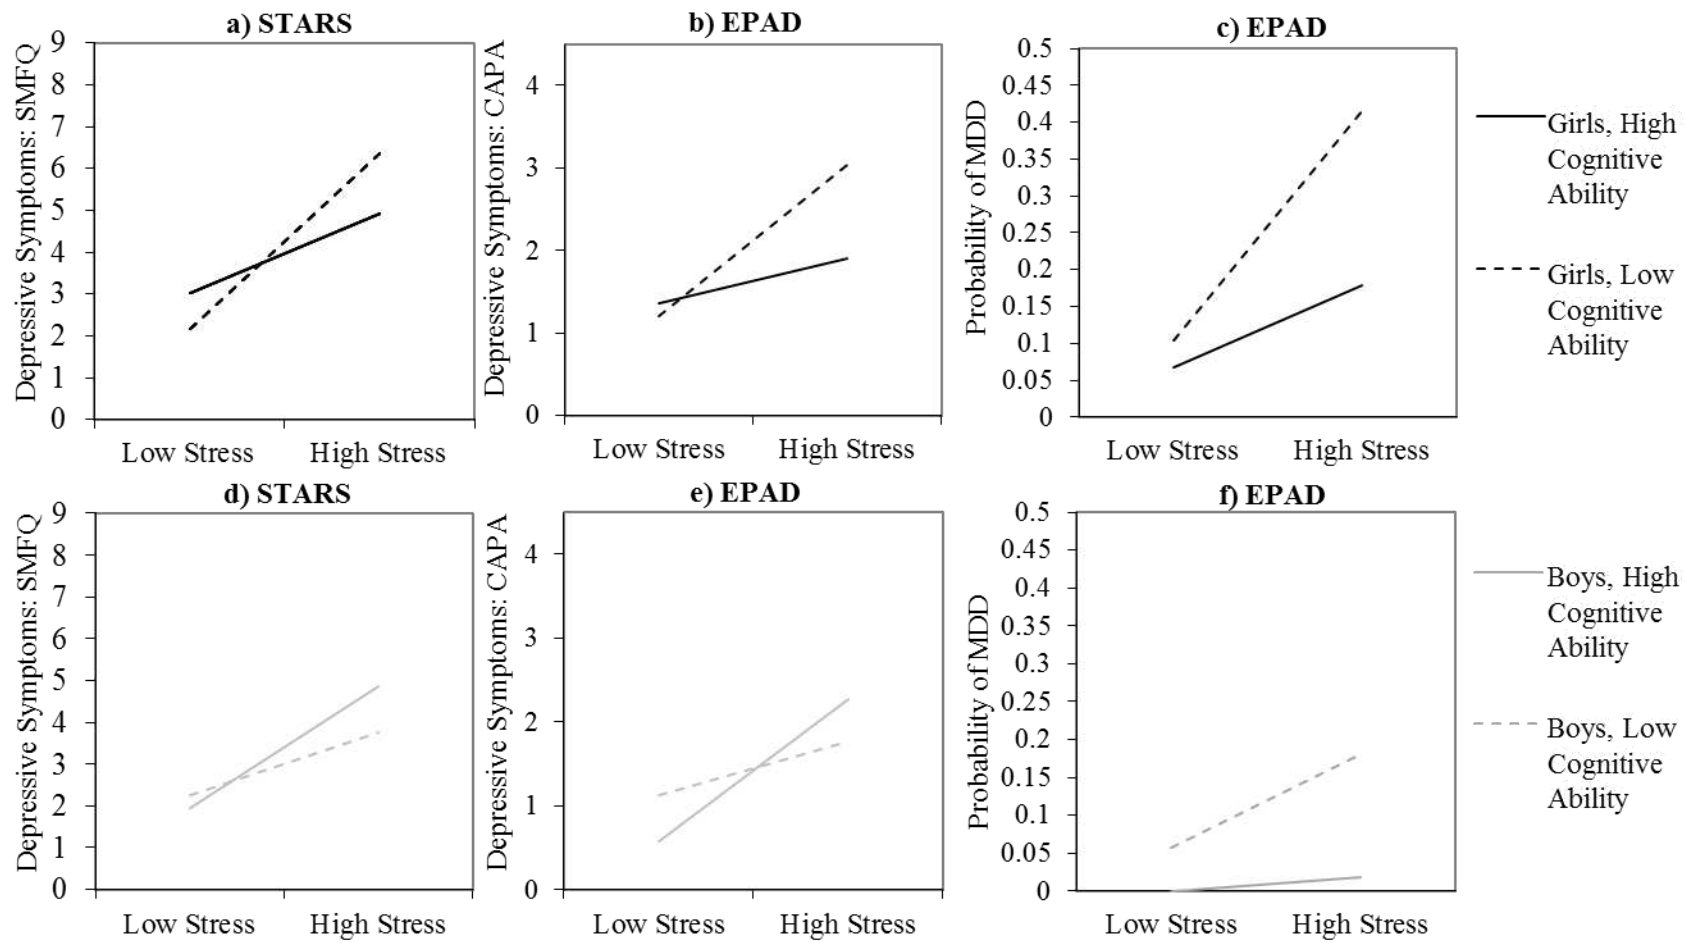 a) STARS
Depressive Symptoms: SMFQ
9
8
7
6
5
4
3
2
1
0
Low Stress High Stress
b) EPAD
Depressive Symptoms: CAPA
4
3
2
1
0
Low Stress High Stress
c) EPAD
Probability of MDD
0.5
0.45
0.4
0.35
0.3
0.25
0.2
0.15
0.1
0.05
0
Low Stress High Stress
Girls, High
Cognitive
Ability
Girls, Low
Cognitive
Ability
d) STARS
Depressive Symptoms: SMFQ
9
8
7
6
5
4
3
2
1
0
Low Stress High Stress
e) EPAD
Depressive Symptoms: CAPA
4
3
2
1
0
Low Stress High Stress
f) EPAD
Probability of MDD
0.5
0.45
0.4
0.35
0.3
0.25
0.2
0.15
0.1
0.05
0
Low Stress High Stress
Boys, High
Cognitive
Ability
Boys, Low
Cognitive
Ability